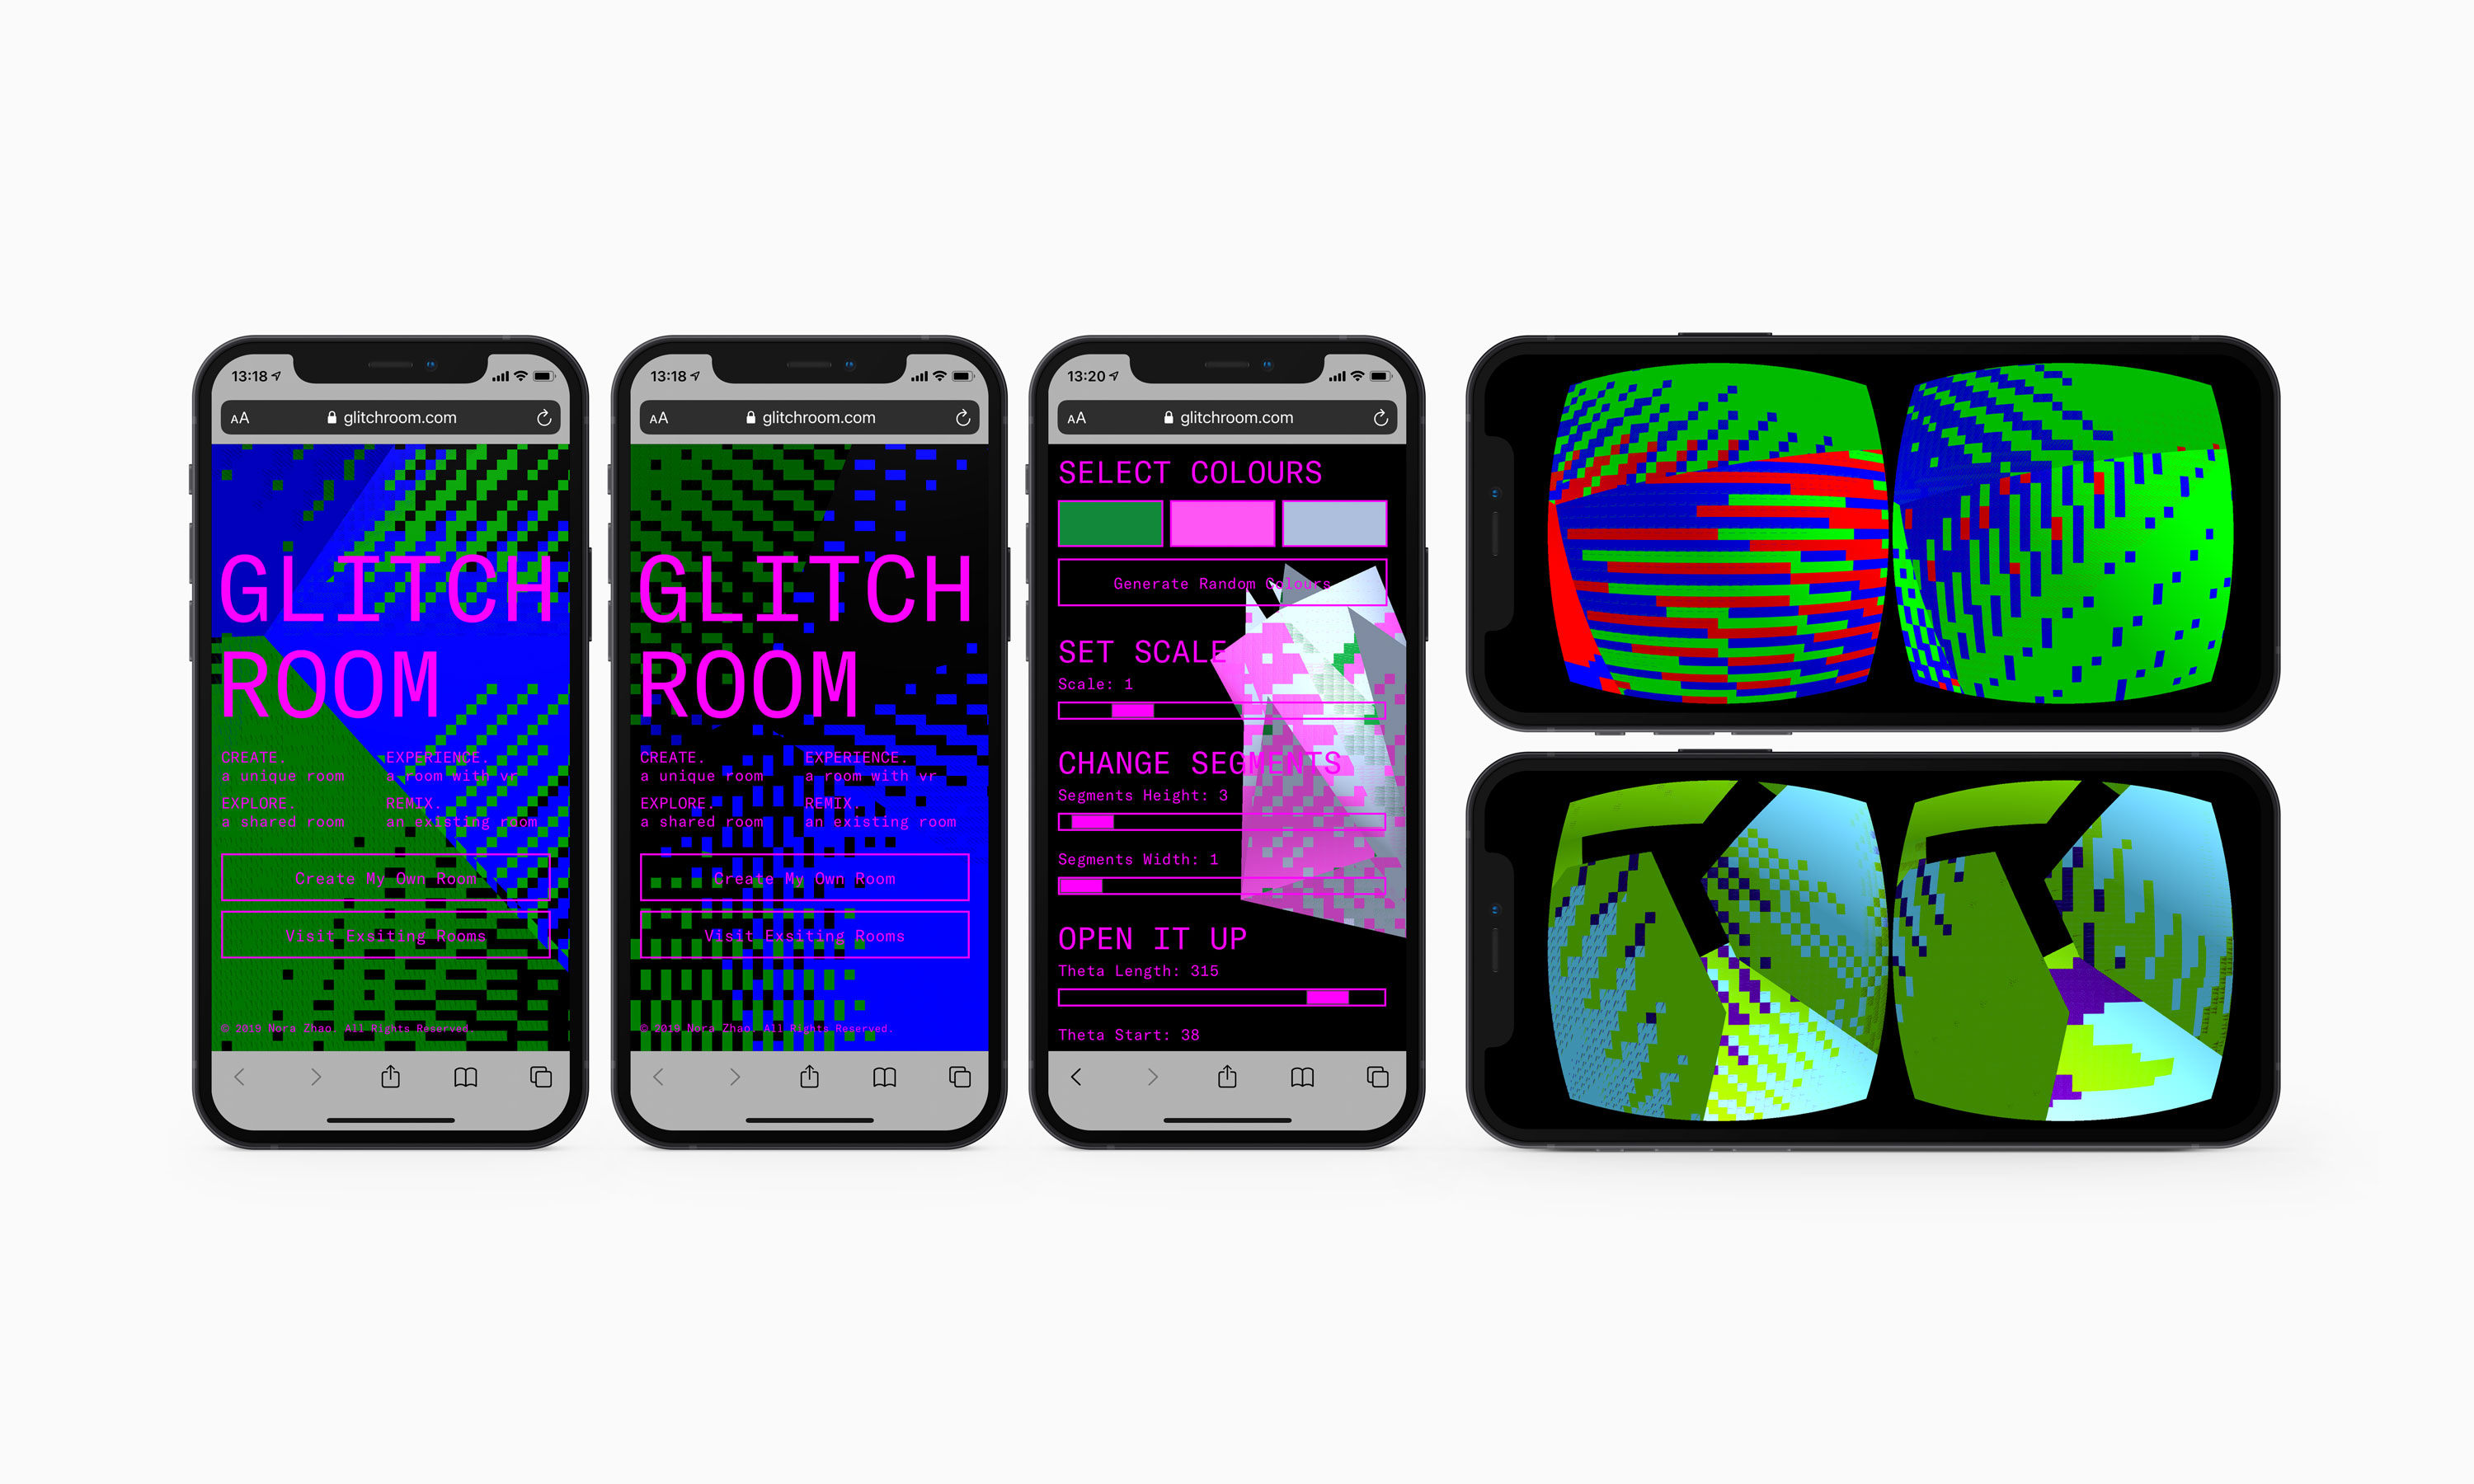 13:18
AA glitchroom.com
GLITCH
ROOM
CREATE. EXPERIENCE.
a unique room a room with vr
EXPLORE. REMIX.
a shared room an existing room
Create My Own Room
Visit Exsiting Rooms
© 2019 Nora Zhao. All Rights Reserved.
13:18
AA glitchroom.com
GLITCH
ROOM
CREATE. EXPERIENCE.
a unique room a room with vr
EXPLORE. REMIX.
a shared room an existing room
Create My Own Room
Visit Exsiting Rooms
© 2019 Nora Zhao. All Rights Reserved.
13:20
AA glitchroom.com
SELECT COLOURS
Generate Random Colours
SET SCALE
Scale: 1
CHANGE SEGMENTS
Segments Height: 3
Segments Width: 1
OPEN IT UP
Theta Length: 315
Theta Start: 38